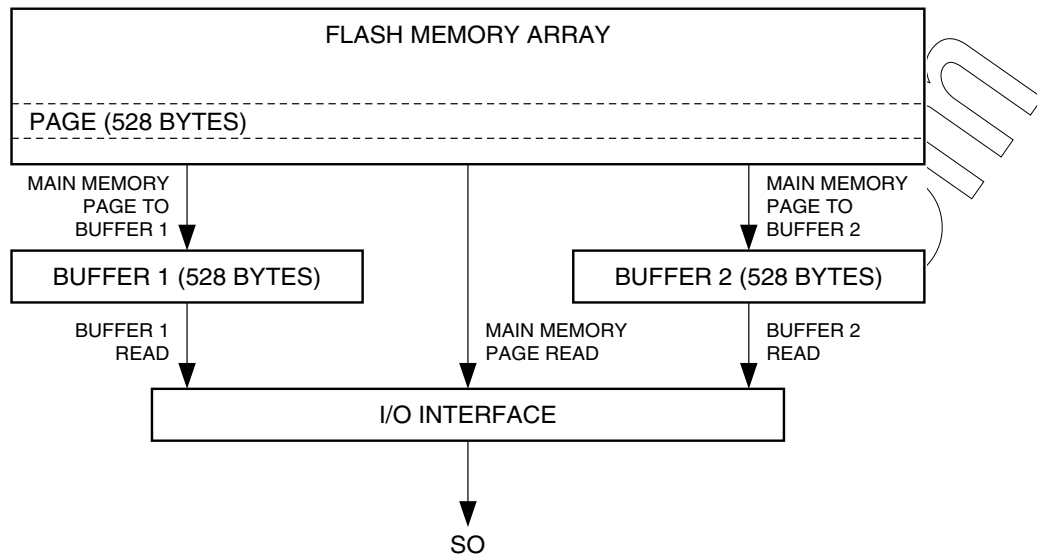 FLASH MEMORY ARRAY
PAGE (528 BYTES)
MAIN MEMORY
PAGE TO
BUFFER 1
MAIN MEMORY
PAGE TO
BUFFER 2
BUFFER 1 (528 BYTES)
BUFFER 2 (528 BYTES)
BUFFER 1
READ
MAIN MEMORY
PAGE READ
BUFFER 2
READ
I/O INTERFACE
SO